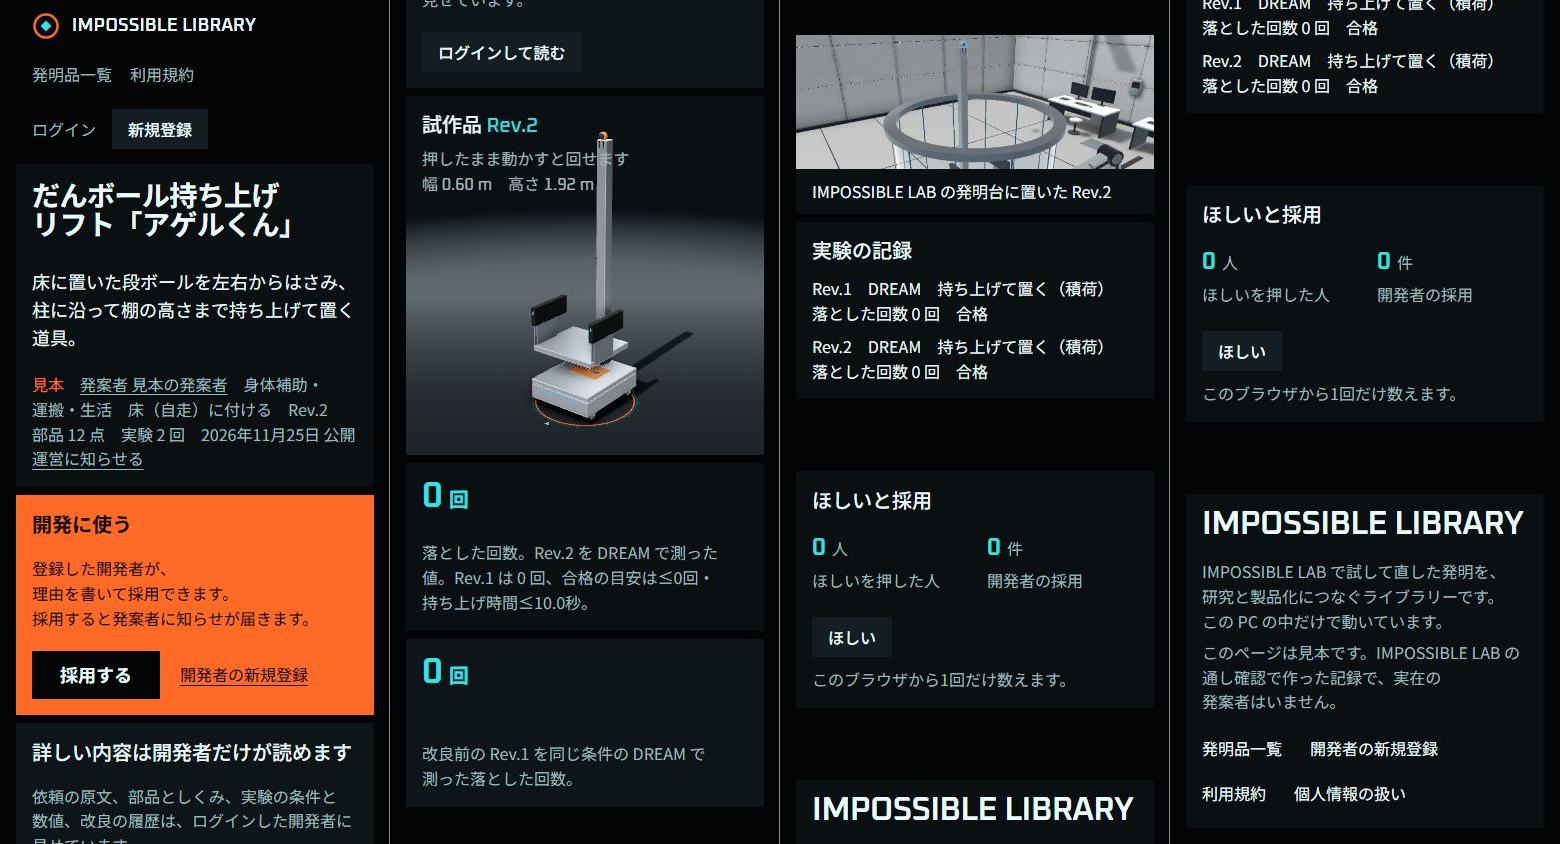 IMPOSSIBLE LIBRARY
発明品一覧 利用規約
ログイン 新規登録
だんボール持ち上げ
リフト「アゲルくん」
床に置いた段ボールを左右からはさみ、
柱に沿って棚の高さまで持ち上げて置く
道具。
見本 発案者 見本の発案者 身体補助・
運搬・生活 床（自走）に付ける Rev.2
部品 12 点 実験 2 回 2026年11月25日 公開
運営に知らせる
開発に使う
登録した開発者が、
理由を書いて採用できます。
採用すると発案者に知らせが届きます。
採用する 開発者の新規登録
詳しい内容は開発者だけが読めます
依頼の原文、部品としくみ、実験の条件と
数値、改良の履歴は、ログインした開発者に
見せています。
見せています。
ログインして読む
試作品 Rev.2
押したまま動かすと回せます
幅 0.60 m 高さ 1.92 m
0 回
落とした回数。Rev.2 を DREAM で測った
値。Rev.1 は 0 回、合格の目安は≤0回・
持ち上げ時間≤10.0秒。
0 回
改良前の Rev.1 を同じ条件の DREAM で
測った落とした回数。
IMPOSSIBLE LAB の発明台に置いた Rev.2
実験の記録
Rev.1 DREAM 持ち上げて置く（積荷）
落とした回数 0 回 合格
Rev.2 DREAM 持ち上げて置く（積荷）
落とした回数 0 回 合格
ほしいと採用
0 人 0 件
ほしいを押した人 開発者の採用
ほしい
このブラウザから1回だけ数えます。
IMPOSSIBLE LIBRARY
Rev.1 DREAM 持ち上げて置く（積荷）
落とした回数 0 回 合格
Rev.2 DREAM 持ち上げて置く（積荷）
落とした回数 0 回 合格
ほしいと採用
0 人 0 件
ほしいを押した人 開発者の採用
ほしい
このブラウザから1回だけ数えます。
IMPOSSIBLE LIBRARY
IMPOSSIBLE LAB で試して直した発明を、
研究と製品化につなぐライブラリーです。
この PC の中だけで動いています。
このページは見本です。IMPOSSIBLE LAB の
通し確認で作った記録で、実在の
発案者はいません。
発明品一覧 開発者の新規登録
利用規約 個人情報の扱い